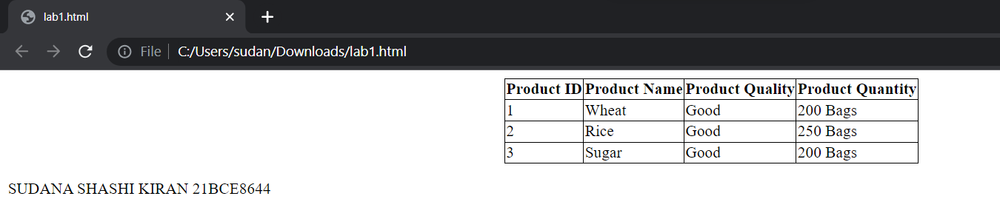 lab1.html
File C:/Users/sudan/Downloads/lab1.html
Product ID Product Name Product Quality Product Quantity
1 Wheat Good 200 Bags
2 Rice Good 250 Bags
3 Sugar Good 200 Bags
SUDANA SHASHI KIRAN 21BCE8644